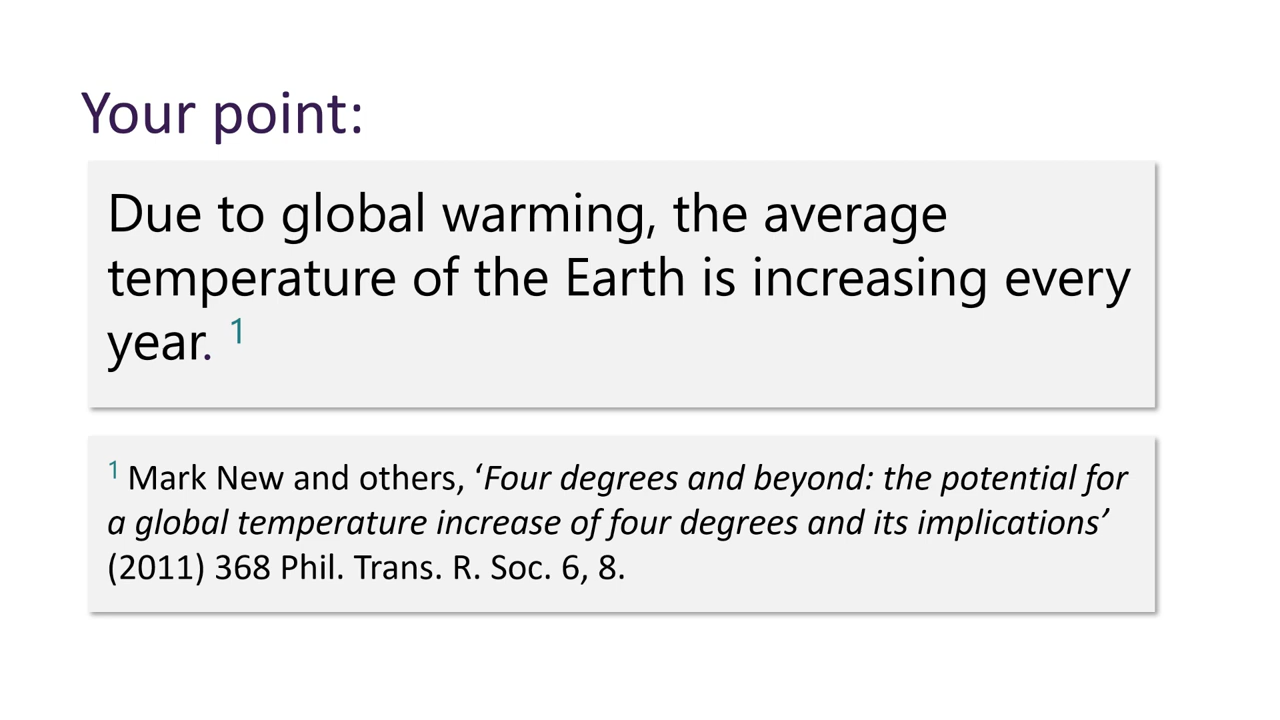 Your point:
Due to global warming, the average
temperature of the Earth is increasing every
year. 1
1 Mark New and others, ‘Four degrees and beyond: the potential for
a global temperature increase of four degrees and its implications’
(2011) 368 Phil. Trans. R. Soc. 6, 8.